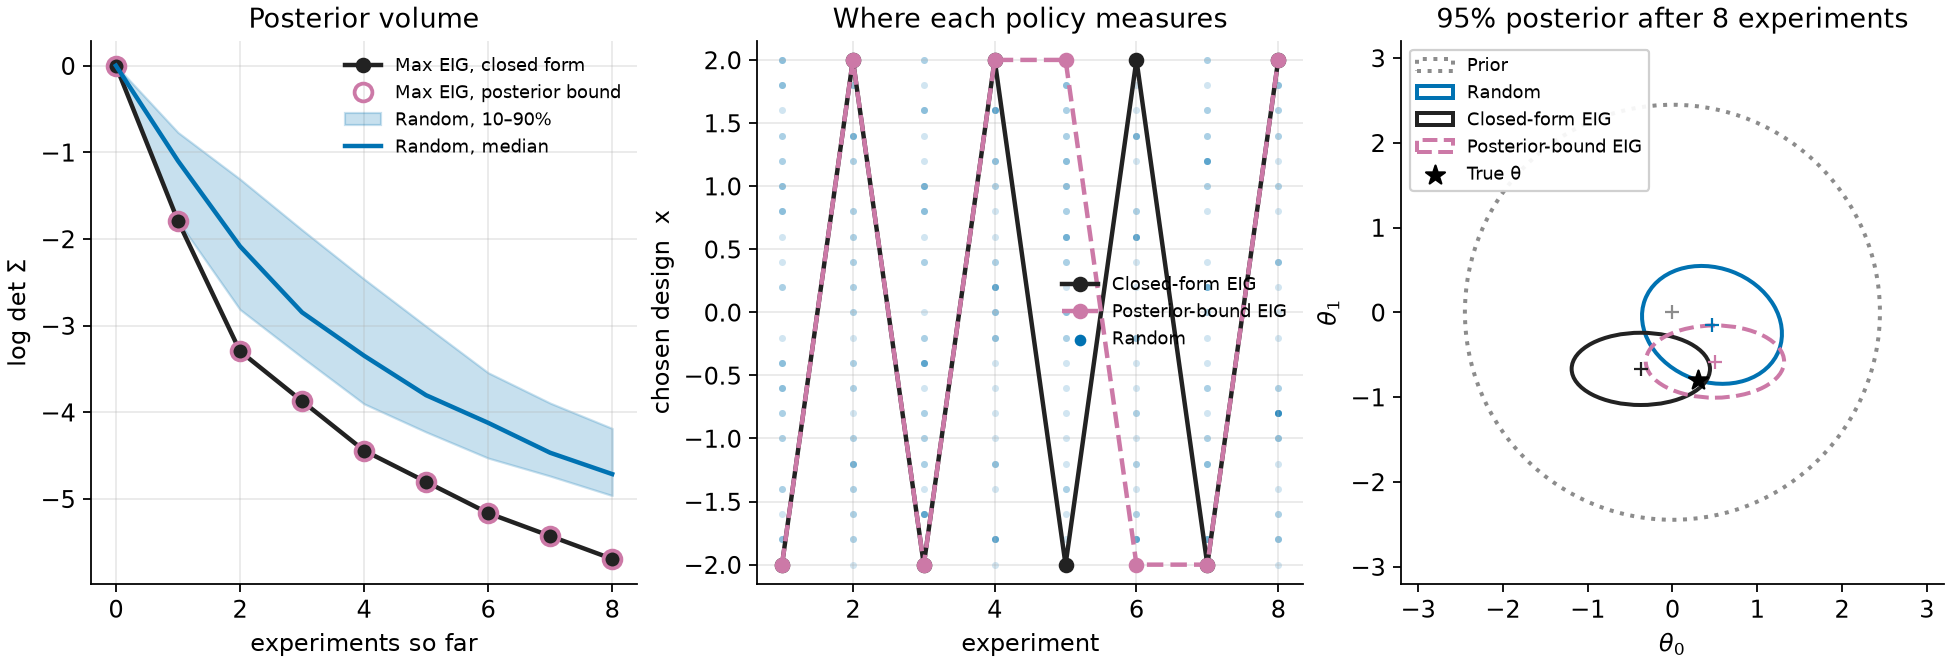 Posterior volume
0
−1
−2
−3
−4
−5
log det Σ
0
2
4
6
8
experiments so far
Max EIG, closed form
Max EIG, posterior bound
Random, 10–90%
Random, median
Where each policy measures
2.0
1.5
1.0
0.5
0.0
−0.5
−1.0
−1.5
−2.0
chosen design x
2
4
6
8
experiment
Closed-form EIG
Posterior-bound EIG
Random
95% posterior after 8 experiments
3
2
1
0
−1
−2
−3
θ₁
−3
−2
−1
0
1
2
3
θ₀
Prior
Random
Closed-form EIG
Posterior-bound EIG
True θ